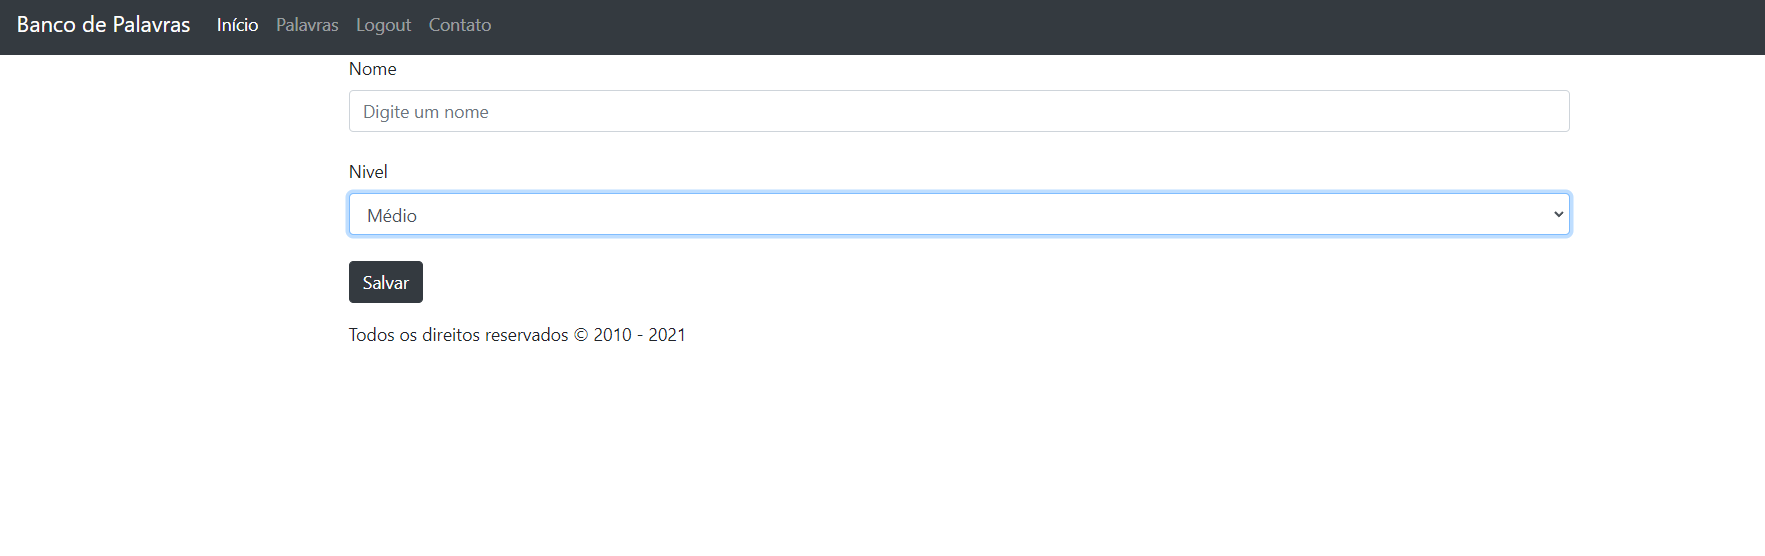 Banco de Palavras Início Palavras Logout Contato
Nome
Digite um nome
Nivel
Médio
Salvar
Todos os direitos reservados © 2010 - 2021